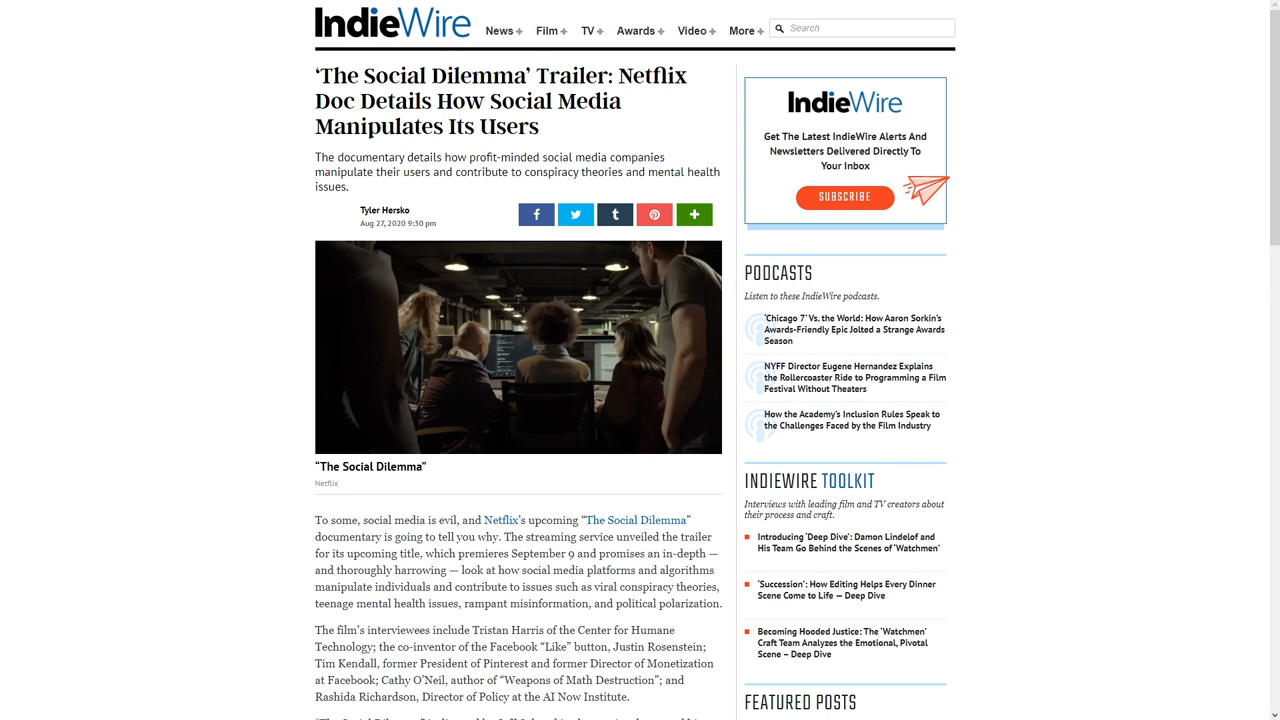 IndieWire
News + Film + TV + Awards + Video + More + Search
‘The Social Dilemma’ Trailer: Netflix
Doc Details How Social Media
Manipulates Its Users
The documentary details how profit-minded social media companies
manipulate their users and contribute to conspiracy theories and mental health
issues.
Tyler Hersko
Aug 27, 2020 9:30 pm
“The Social Dilemma”
Netflix
To some, social media is evil, and Netflix’s upcoming “The Social Dilemma”
documentary is going to tell you why. The streaming service unveiled the trailer
for its upcoming title, which premieres September 9 and promises an in-depth —
and thoroughly harrowing — look at how social media platforms and algorithms
manipulate individuals and contribute to issues such as viral conspiracy theories,
teenage mental health issues, rampant misinformation, and political polarization.
The film’s interviewees include Tristan Harris of the Center for Humane
Technology; the co-inventor of the Facebook “Like” button, Justin Rosenstein;
Tim Kendall, former President of Pinterest and former Director of Monetization
at Facebook; Cathy O’Neil, author of “Weapons of Math Destruction”; and
Rashida Richardson, Director of Policy at the AI Now Institute.
IndieWire
Get The Latest IndieWire Alerts And
Newsletters Delivered Directly To
Your Inbox
SUBSCRIBE
PODCASTS
Listen to these IndieWire podcasts.
‘Chicago 7’ Vs. the World: How Aaron Sorkin’s
Awards-Friendly Epic Jolted a Strange Awards
Season
NYFF Director Eugene Hernandez Explains
the Rollercoaster Ride to Programming a Film
Festival Without Theaters
How the Academy’s Inclusion Rules Speak to
the Challenges Faced by the Film Industry
INDIEWIRE TOOLKIT
Interviews with leading film and TV creators about
their process and craft.
Introducing ‘Deep Dive’: Damon Lindelof and
His Team Go Behind the Scenes of ‘Watchmen’
‘Succession’: How Editing Helps Every Dinner
Scene Come to Life — Deep Dive
Becoming Hooded Justice: The ‘Watchmen’
Craft Team Analyzes the Emotional, Pivotal
Scene – Deep Dive
FEATURED POSTS